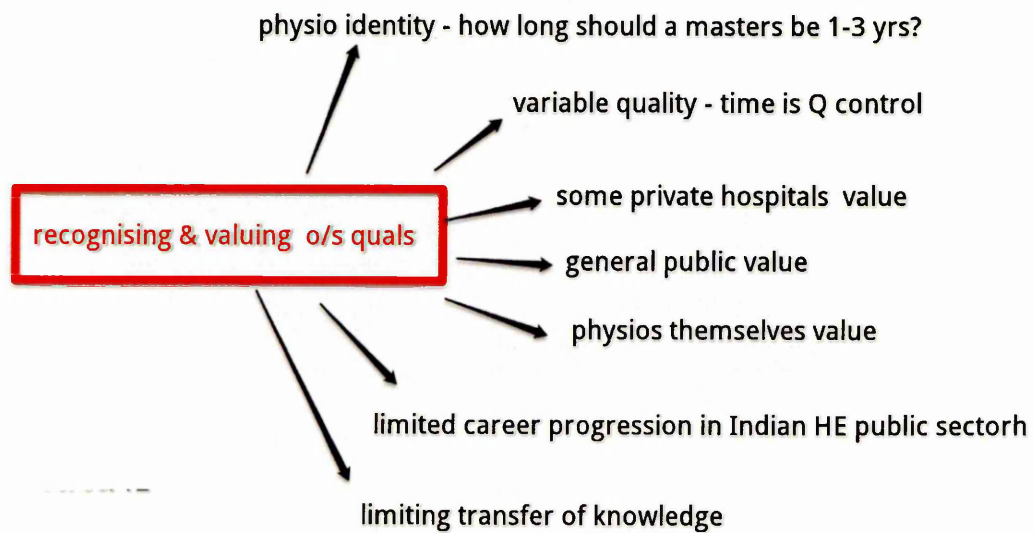 physio identity - how long should a masters be 1-3 yrs?
variable quality - time is Q control
some private hospitals value
recognising & valuing o/s quals
general public value
physios themselves value
limited career progression in Indian HE public sectorh
limiting transfer of knowledge